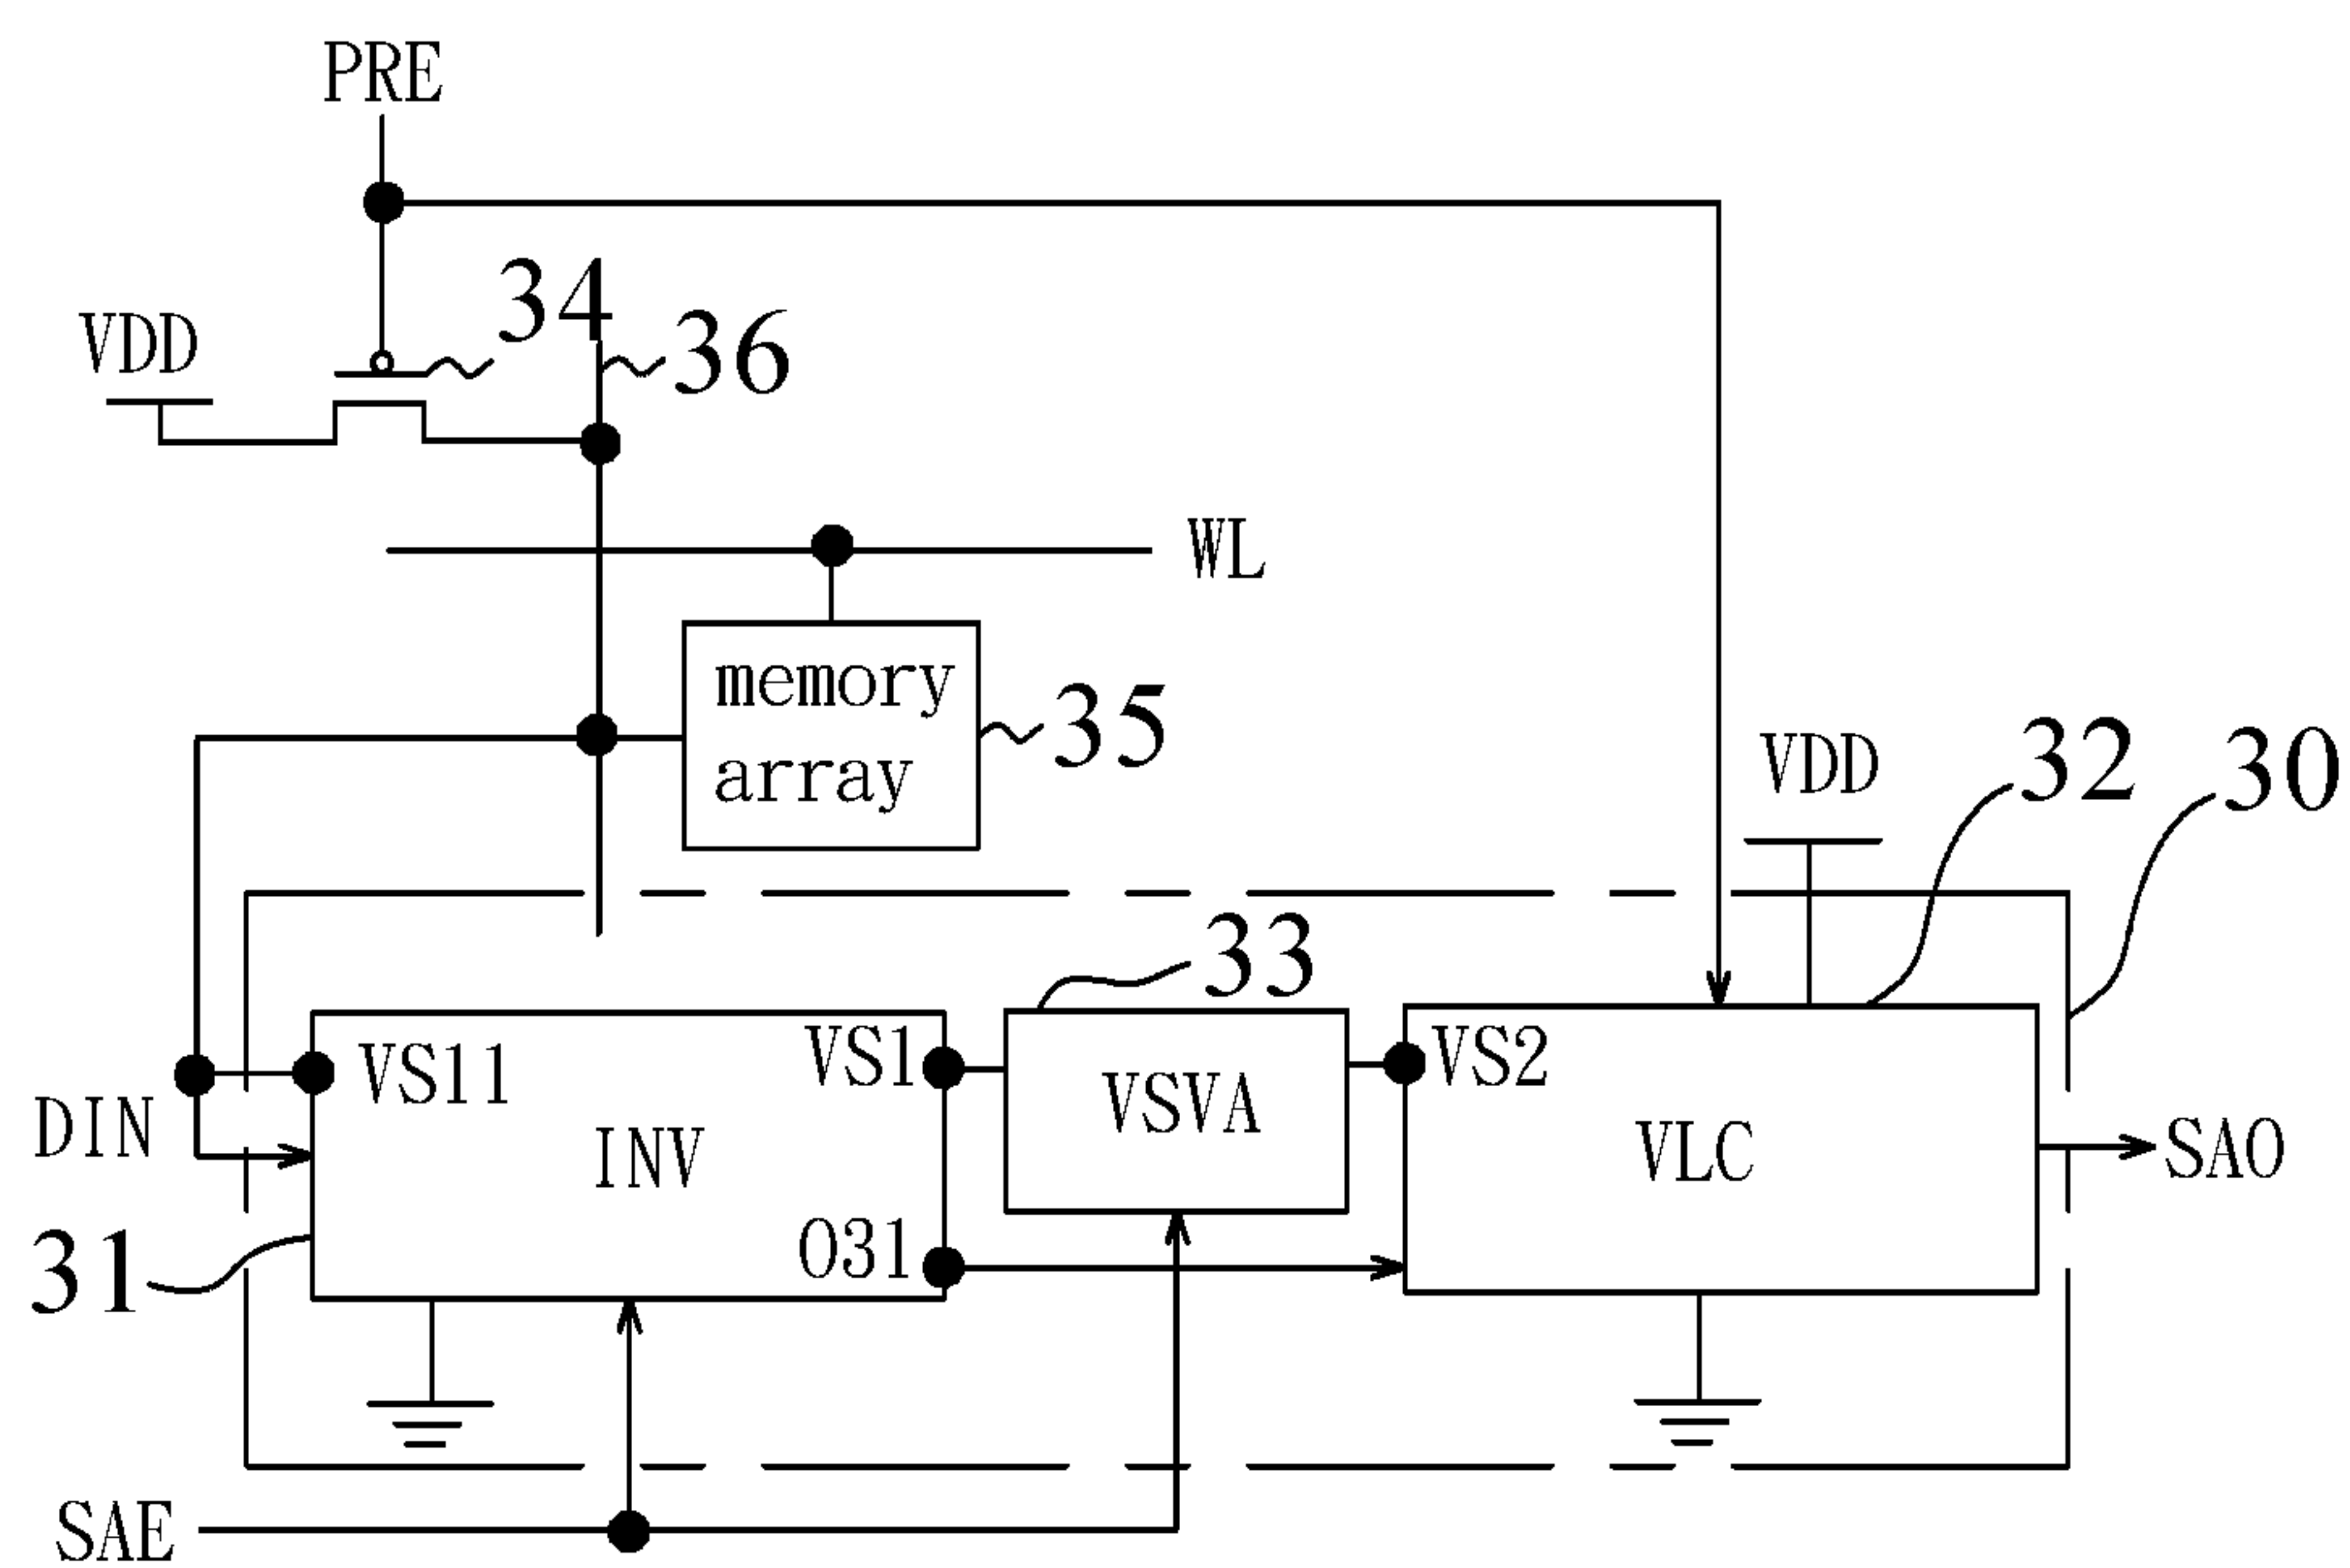 PRE
34
VDD
36
WL
memory
array
35
VDD
32
30
33
VS11
VS1
VS2
DIN
VSVA
INV
VLC
SAO
31
O31
SAE